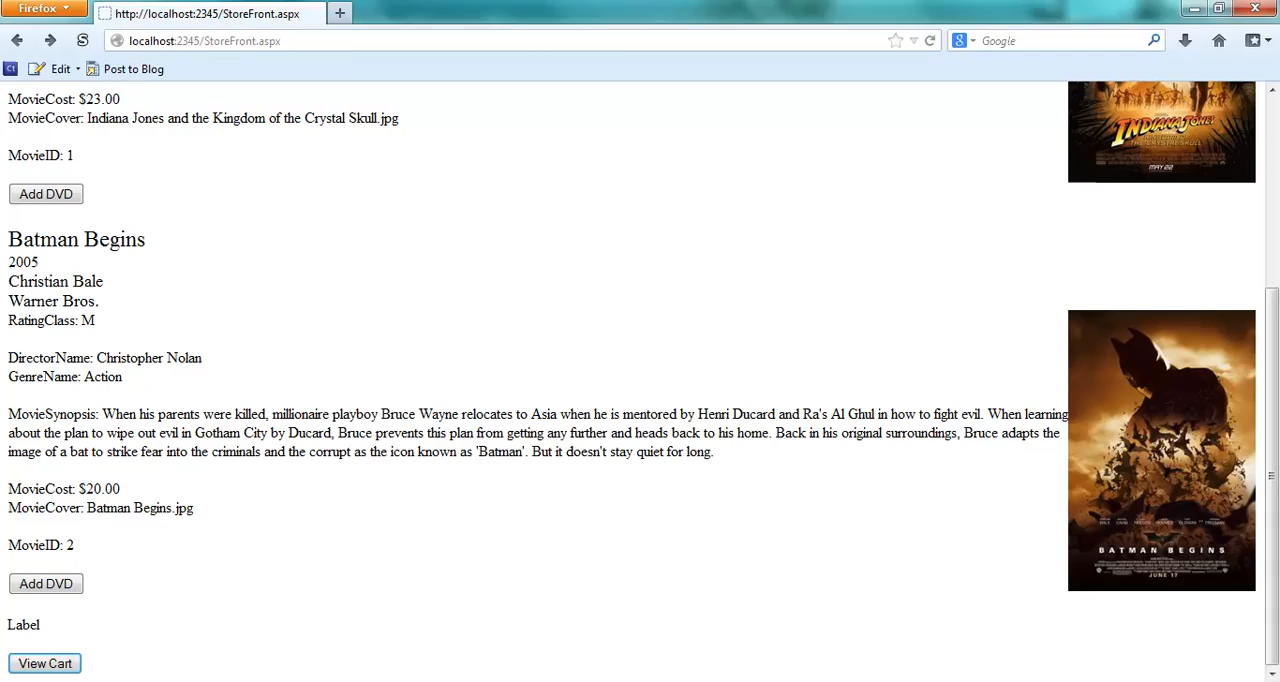 Firefox
http://localhost:2345/StoreFront.aspx
localhost:2345/StoreFront.aspx
Google
Edit
Post to Blog
MovieCost: $23.00
MovieCover: Indiana Jones and the Kingdom of the Crystal Skull.jpg
MovieID: 1
Add DVD
INDIANA JONES
MAY 22
Batman Begins
2005
Christian Bale
Warner Bros.
RatingClass: M
DirectorName: Christopher Nolan
GenreName: Action
MovieSynopsis: When his parents were killed, millionaire playboy Bruce Wayne relocates to Asia when he is mentored by Henri Ducard and Ra's Al Ghul in how to fight evil. When learning
about the plan to wipe out evil in Gotham City by Ducard, Bruce prevents this plan from getting any further and heads back to his home. Back in his original surroundings, Bruce adapts the
image of a bat to strike fear into the criminals and the corrupt as the icon known as 'Batman'. But it doesn't stay quiet for long.
MovieCost: $20.00
MovieCover: Batman Begins.jpg
MovieID: 2
Add DVD
BATMAN BEGINS
JUNE 17
Label
View Cart